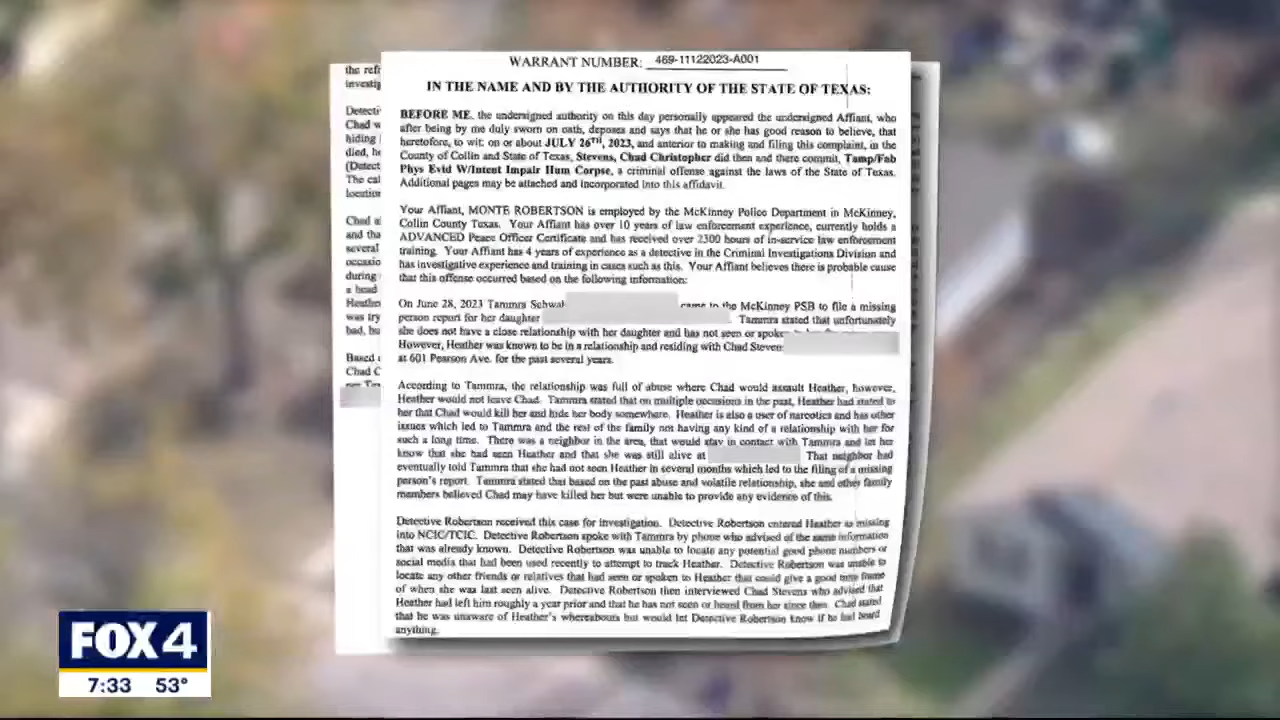 WARRANT NUMBER: 469-11122023-A001
IN THE NAME AND BY THE AUTHORITY OF THE STATE OF TEXAS:
BEFORE ME, the undersigned authority on this day personally appeared the undersigned Affiant, who
after being by me duly sworn on oath, deposes and says that he or she has good reason to believe, that
heretofore, to wit: on or about JULY 26TH, 2023, and anterior to making and filing this complaint, in the
County of Collin and State of Texas, Stevens, Chad Christopher did then and there commit, Tamp/Fab
Phys Evid W/Intent Impair Hum Corpse, a criminal offense against the laws of the State of Texas.
Additional pages may be attached and incorporated into this affidavit.
Your Affiant, MONTE ROBERTSON is employed by the McKinney Police Department in McKinney,
Collin County Texas. Your Affiant has over 10 years of law enforcement experience, currently holds a
ADVANCED Peace Officer Certificate and has received over 2300 hours of in-service law enforcement
training. Your Affiant has 4 years of experience as a detective in the Criminal Investigations Division and
has investigative experience and training in cases such as this. Your Affiant believes there is probable cause
that this offense occurred based on the following information:
On June 28, 2023 Tammra Schwal came to the McKinney PSB to file a missing
person report for her daughter Tammra stated that unfortunately
she does not have a close relationship with her daughter and has not seen or spoken
However, Heather was known to be in a relationship and residing with Chad Stevens
at 601 Pearson Ave. for the past several years.
According to Tammra, the relationship was full of abuse where Chad would assault Heather, however,
Heather would not leave Chad. Tammra stated that on multiple occasions in the past, Heather had stated to
her that Chad would kill her and hide her body somewhere. Heather is also a user of narcotics and has other
issues which led to Tammra and the rest of the family not having any kind of a relationship with her for
such a long time. There was a neighbor in the area, that would stay in contact with Tammra and let her
know that she had seen Heather and that she was still alive at That neighbor had
eventually told Tammra that she had not seen Heather in several months which led to the filing of a missing
person's report. Tammra stated that based on the past abuse and volatile relationship, she and other family
members believed Chad may have killed her but were unable to provide any evidence of this.
Detective Robertson received this case for investigation. Detective Robertson entered Heather as missing
into NCIC/TCIC. Detective Robertson spoke with Tammra by phone who advised of the same information
that was already known. Detective Robertson was unable to locate any potential good phone numbers or
social media that had been used recently to attempt to track Heather. Detective Robertson was unable to
locate any other friends or relatives that had seen or spoken to Heather that could give a good time frame
of when she was last seen alive. Detective Robertson then interviewed Chad Stevens who advised that
Heather had left him roughly a year prior and that he has not seen or heard from her since then. Chad stated
that he was unaware of Heather's whereabouts but would let Detective Robertson know if he had heard
anything.
the refr
investig
Detecti
Chad w
hiding
died, he
(Detect
The cal
location
Chad al
and tha
several
occasio
during
a head
Heather
was try
bad, bu
Based o
Chad C
FOX 4
7:33 53°